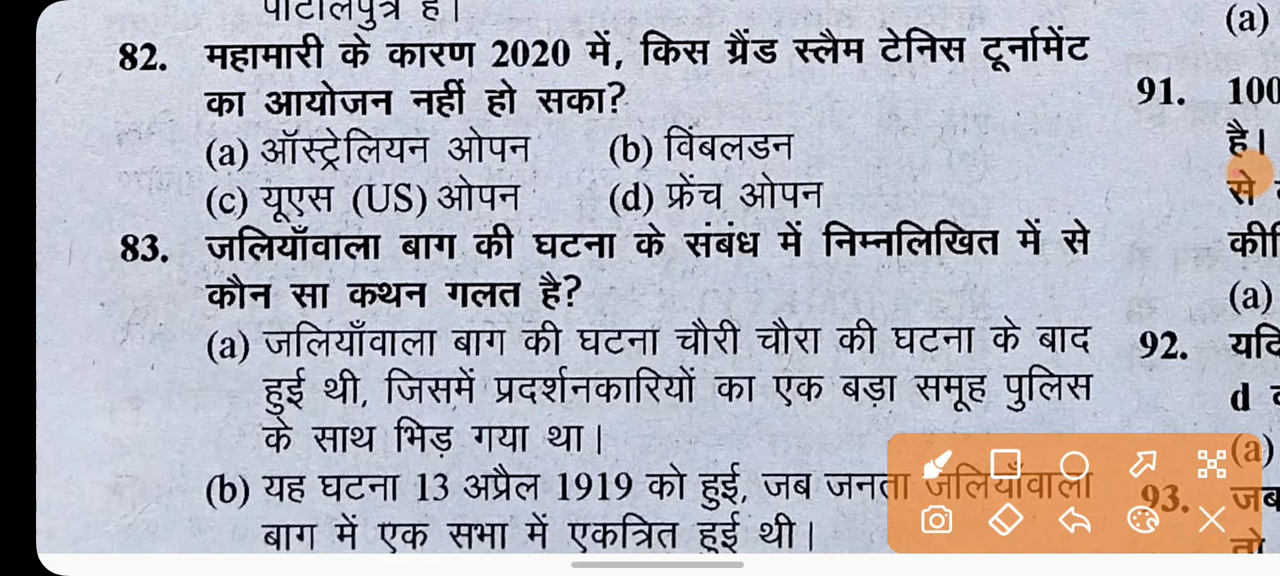 पाटलिपुत्र है।
82. महामारी के कारण 2020 में, किस ग्रैंड स्लैम टेनिस टूर्नामेंट
का आयोजन नहीं हो सका?
(a) ऑस्ट्रेलियन ओपन (b) विंबलडन
(c) यूएस (US) ओपन (d) फ्रेंच ओपन
83. जलियाँवाला बाग की घटना के संबंध में निम्नलिखित में से
कौन सा कथन गलत है?
(a) जलियाँवाला बाग की घटना चौरी चौरा की घटना के बाद
हुई थी, जिसमें प्रदर्शनकारियों का एक बड़ा समूह पुलिस
के साथ भिड़ गया था।
(b) यह घटना 13 अप्रैल 1919 को हुई, जब जनता जलियाँवाला
बाग में एक सभा में एकत्रित हुई थी।
(a)
91. 100
है।
से
(a)
92.
d
(a)
93. जब
तो